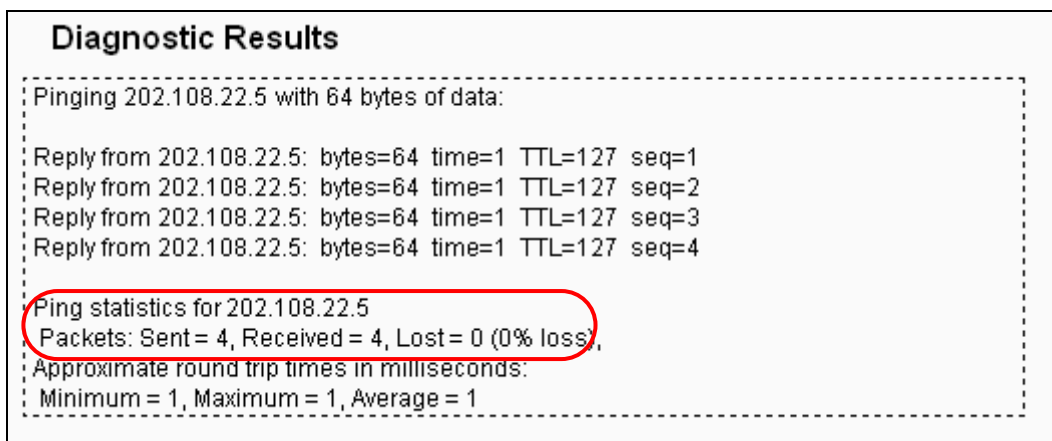 Diagnostic Results
Pinging 202.108.22.5 with 64 bytes of data:
Reply from 202.108.22.5: bytes=64 time=1 TTL=127 seq=1
Reply from 202.108.22.5: bytes=64 time=1 TTL=127 seq=2
Reply from 202.108.22.5: bytes=64 time=1 TTL=127 seq=3
Reply from 202.108.22.5: bytes=64 time=1 TTL=127 seq=4
Ping statistics for 202.108.22.5
Packets: Sent = 4, Received = 4, Lost = 0 (0% loss),
Approximate round trip times in milliseconds:
Minimum = 1, Maximum = 1, Average = 1